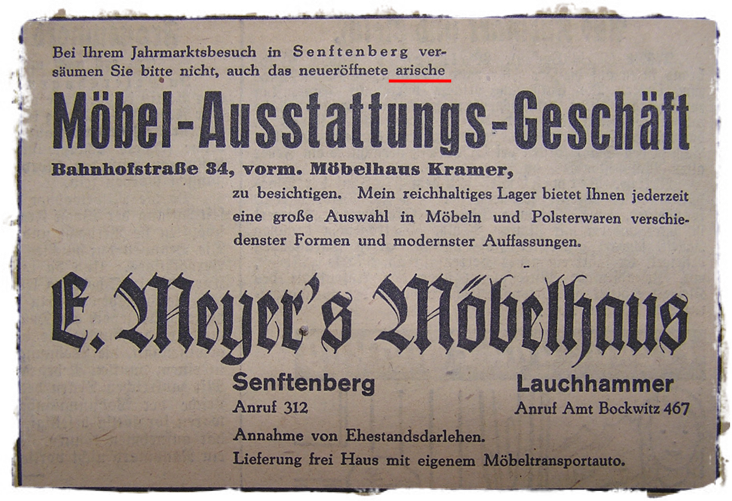 Bei Ihrem Jahrmarktsbesuch in Senftenberg ver-
säumen Sie bitte nicht, auch das neueröffnete arische
Möbel-Ausstattungs-Geschäft
Bahnhofstraße 34, vorm. Möbelhaus Kramer,
zu besichtigen. Mein reichhaltiges Lager bietet Ihnen jederzeit
eine große Auswahl in Möbeln und Polsterwaren verschie-
denster Formen und modernster Auffassungen.
E. Meyer's Möbelhaus
Senftenberg Lauchhammer
Anruf 312 Anruf Amt Bockwitz 467
Annahme von Ehestandsdarlehen.
Lieferung frei Haus mit eigenem Möbeltransportauto.